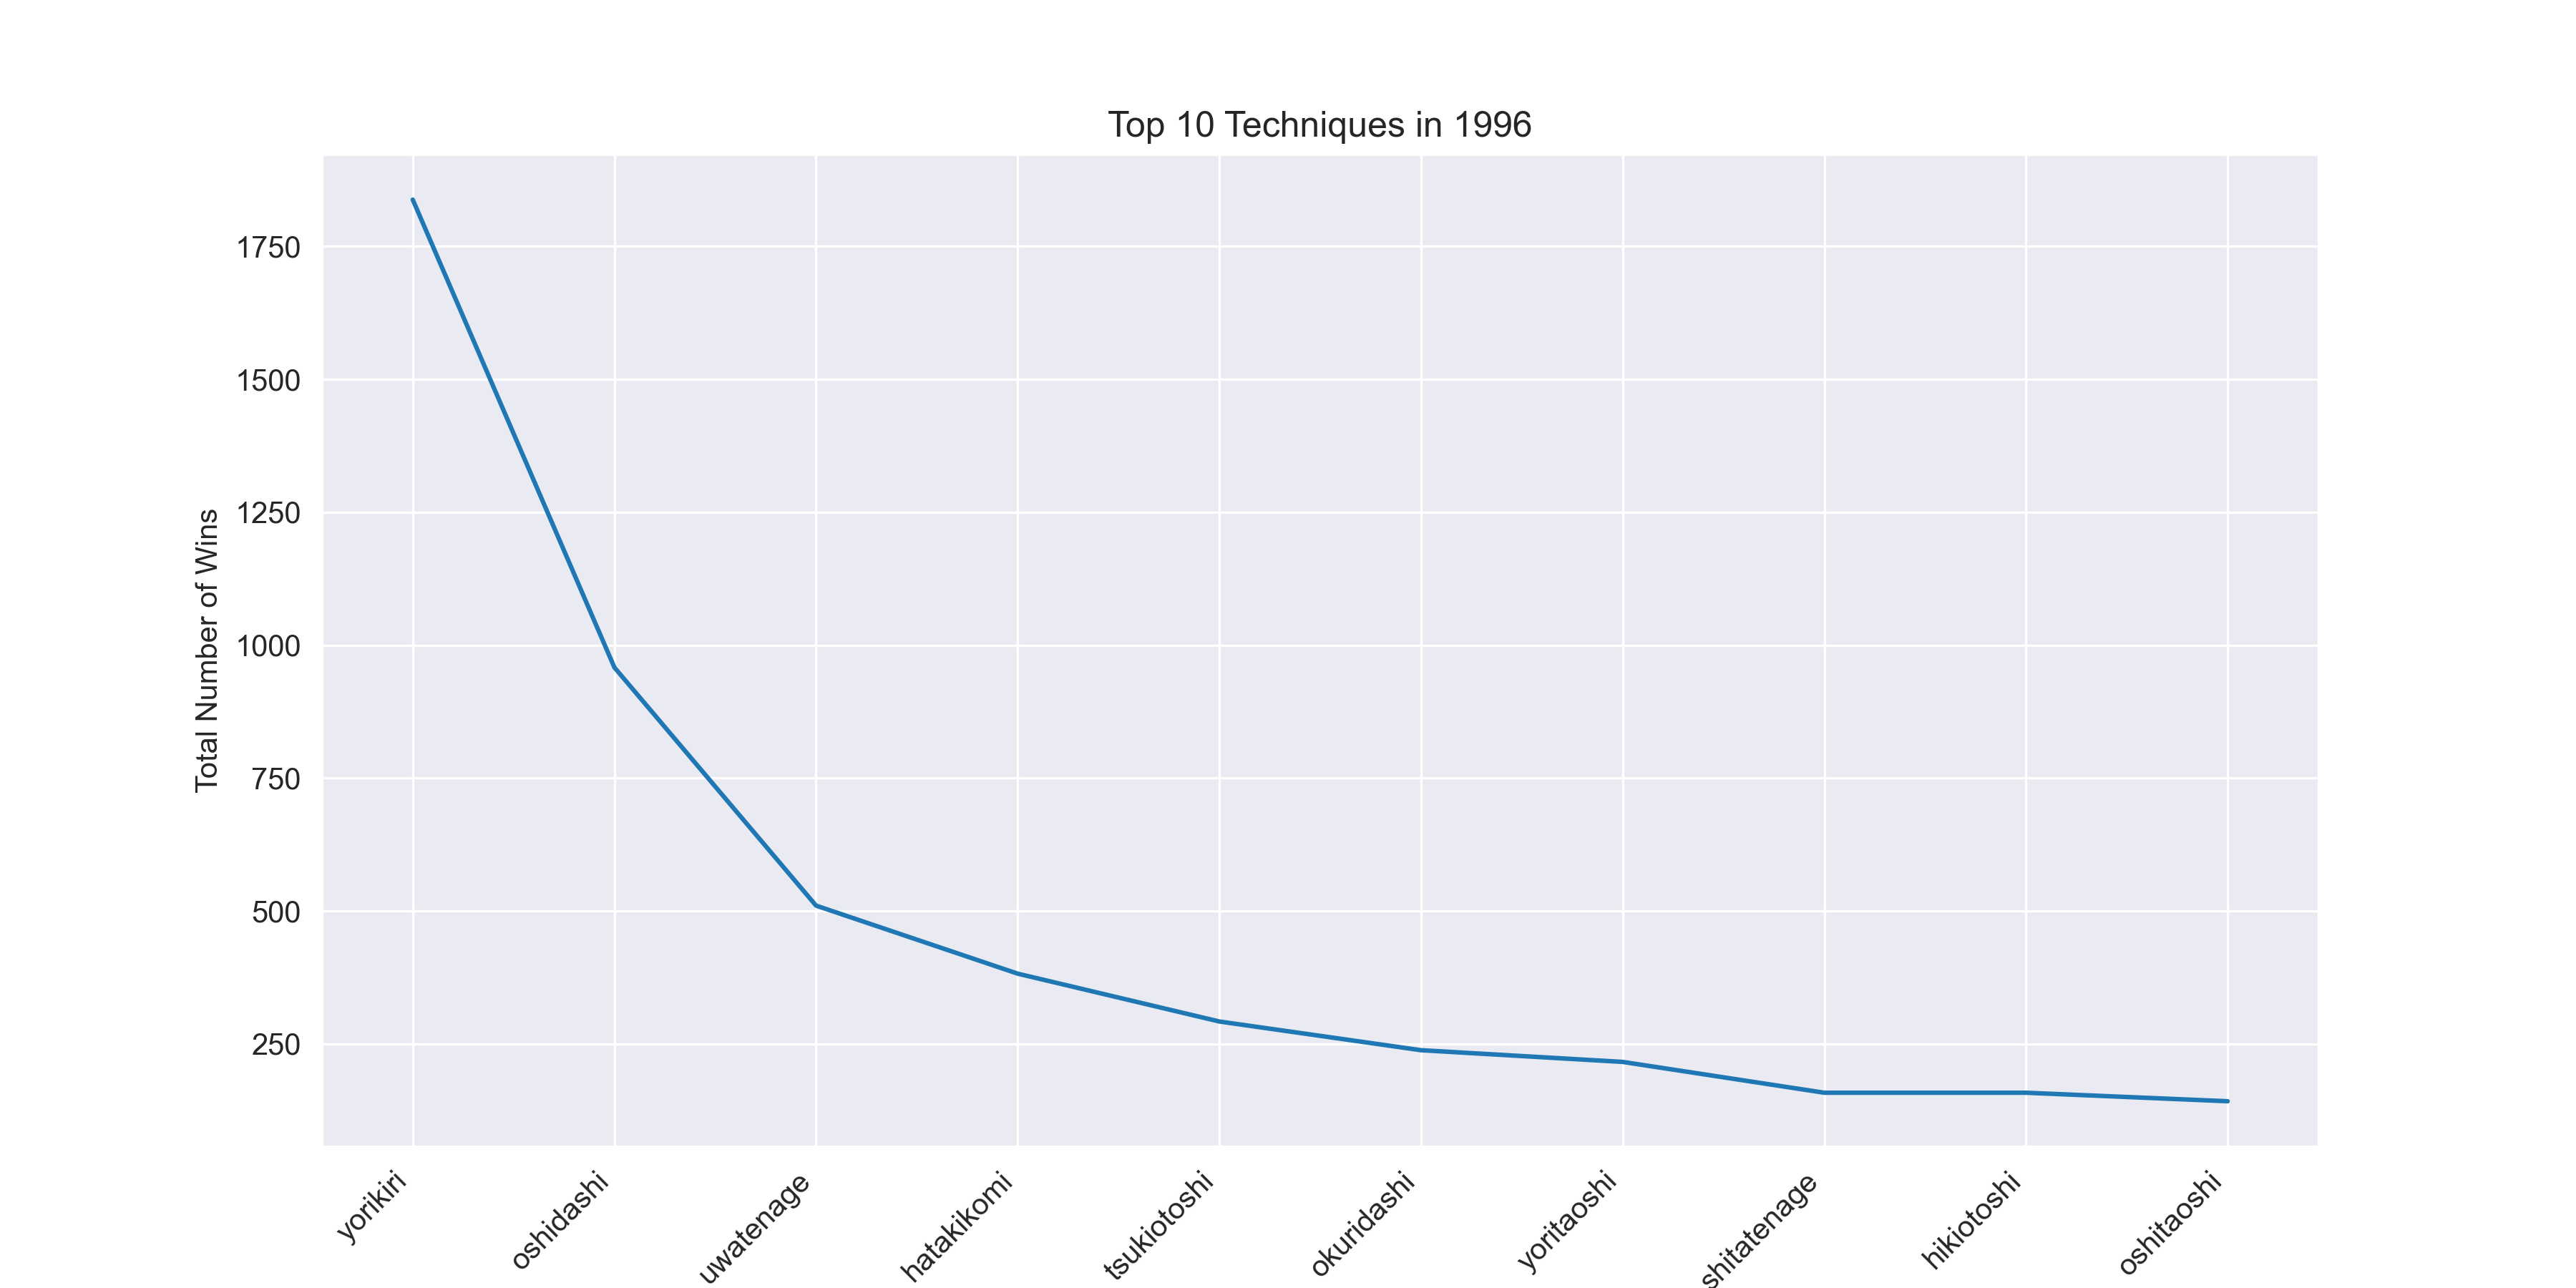 Top 10 Techniques in 1996
Total Number of Wins
1750
1500
1250
1000
750
500
250
yorikiri
oshidashi
uwatenage
hatakikomi
tsukiotoshi
okuridashi
yoritaoshi
shitatenage
hikiotoshi
oshitaoshi